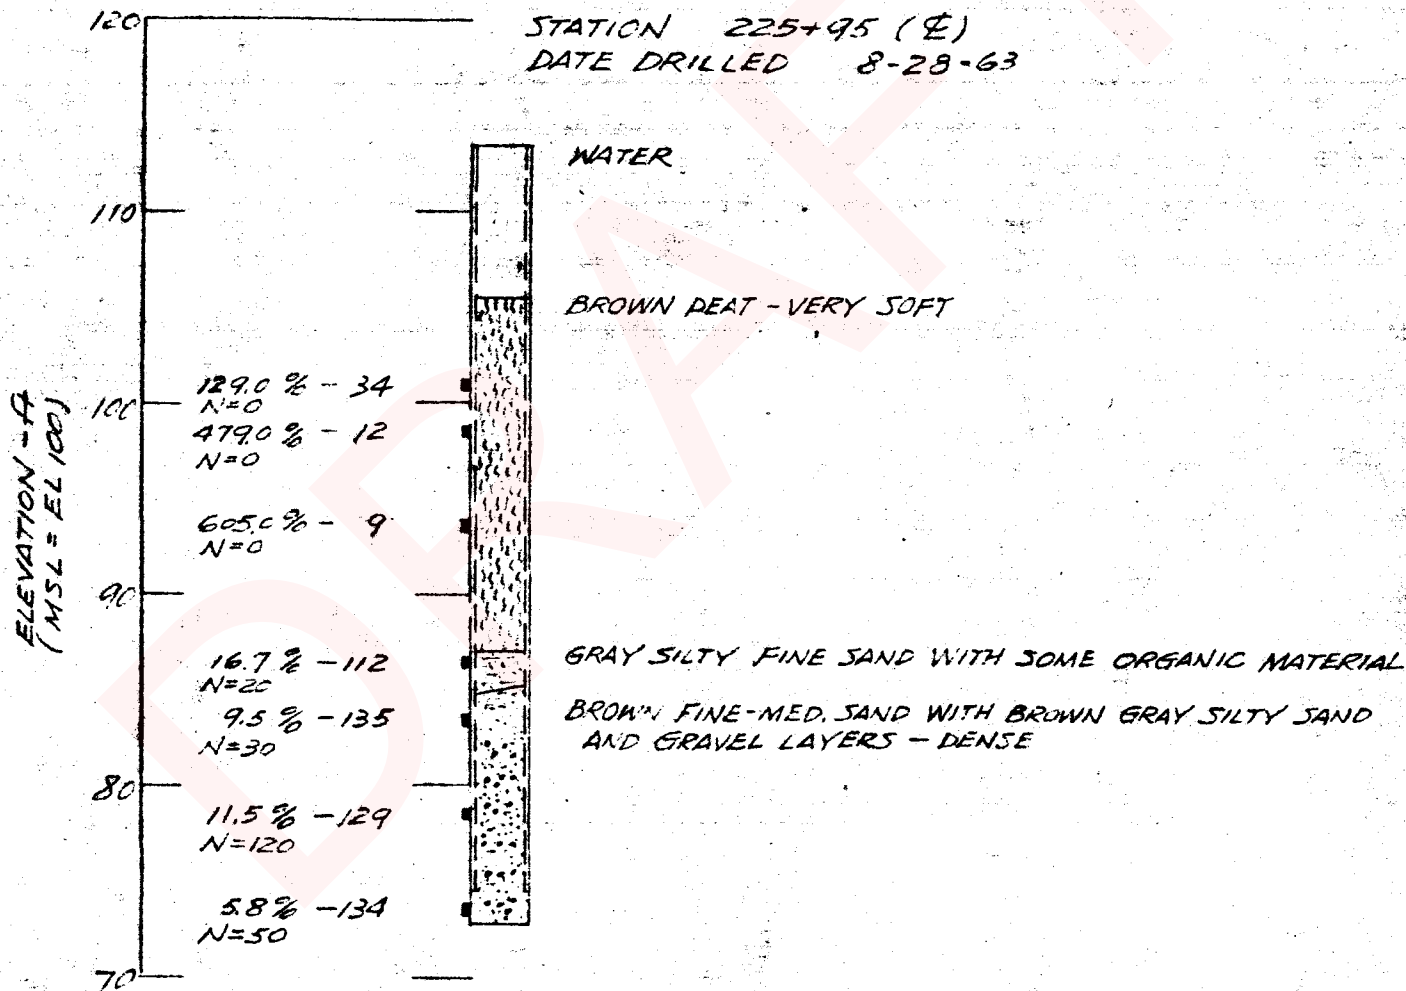 120
STATION 225+95 (℄)
DATE DRILLED 8-28-63
WATER
110
BROWN PEAT - VERY SOFT
129.0 % - 34
N=0
100
479.0 % - 12
N=0
605.0 % - 9
N=0
ELEVATION - ft
(MSL = EL 100)
90
16.7 % - 112
N=20
GRAY SILTY FINE SAND WITH SOME ORGANIC MATERIAL
9.5 % - 135
N=30
BROWN FINE-MED. SAND WITH BROWN GRAY SILTY SAND
AND GRAVEL LAYERS - DENSE
80
11.5 % - 129
N=120
5.8 % - 134
N=50
70
DRAFT